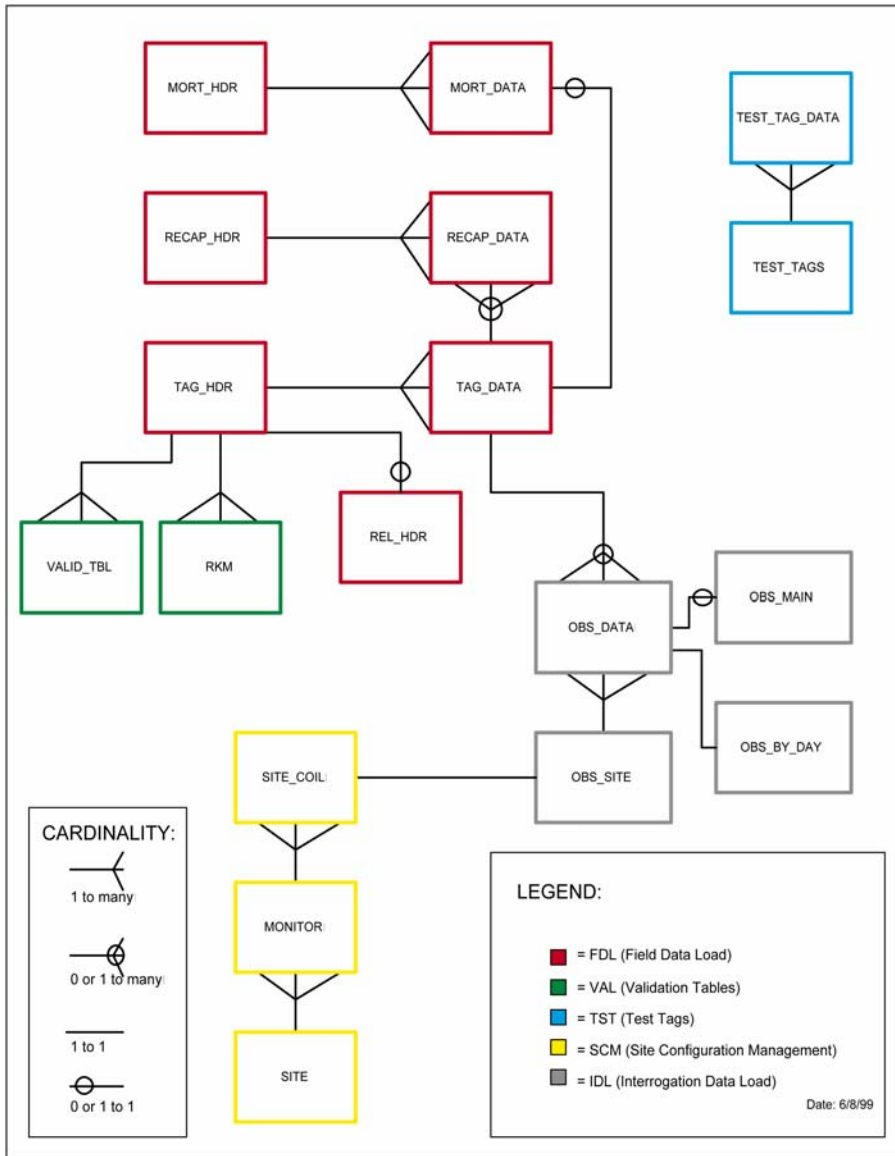 MORT_HDR
MORT_DATA
TEST_TAG_DATA
RECAP_HDR
RECAP_DATA
TEST_TAGS
TAG_HDR
TAG_DATA
VALID_TBL
RKM
REL_HDR
OBS_DATA
OBS_MAIN
OBS_BY_DAY
SITE_COIL
OBS_SITE
MONITOR
SITE
CARDINALITY:
1 to many
0 or 1 to many
1 to 1
0 or 1 to 1
LEGEND:
= FDL (Field Data Load)
= VAL (Validation Tables)
= TST (Test Tags)
= SCM (Site Configuration Management)
= IDL (Interrogation Data Load)
Date: 6/8/99